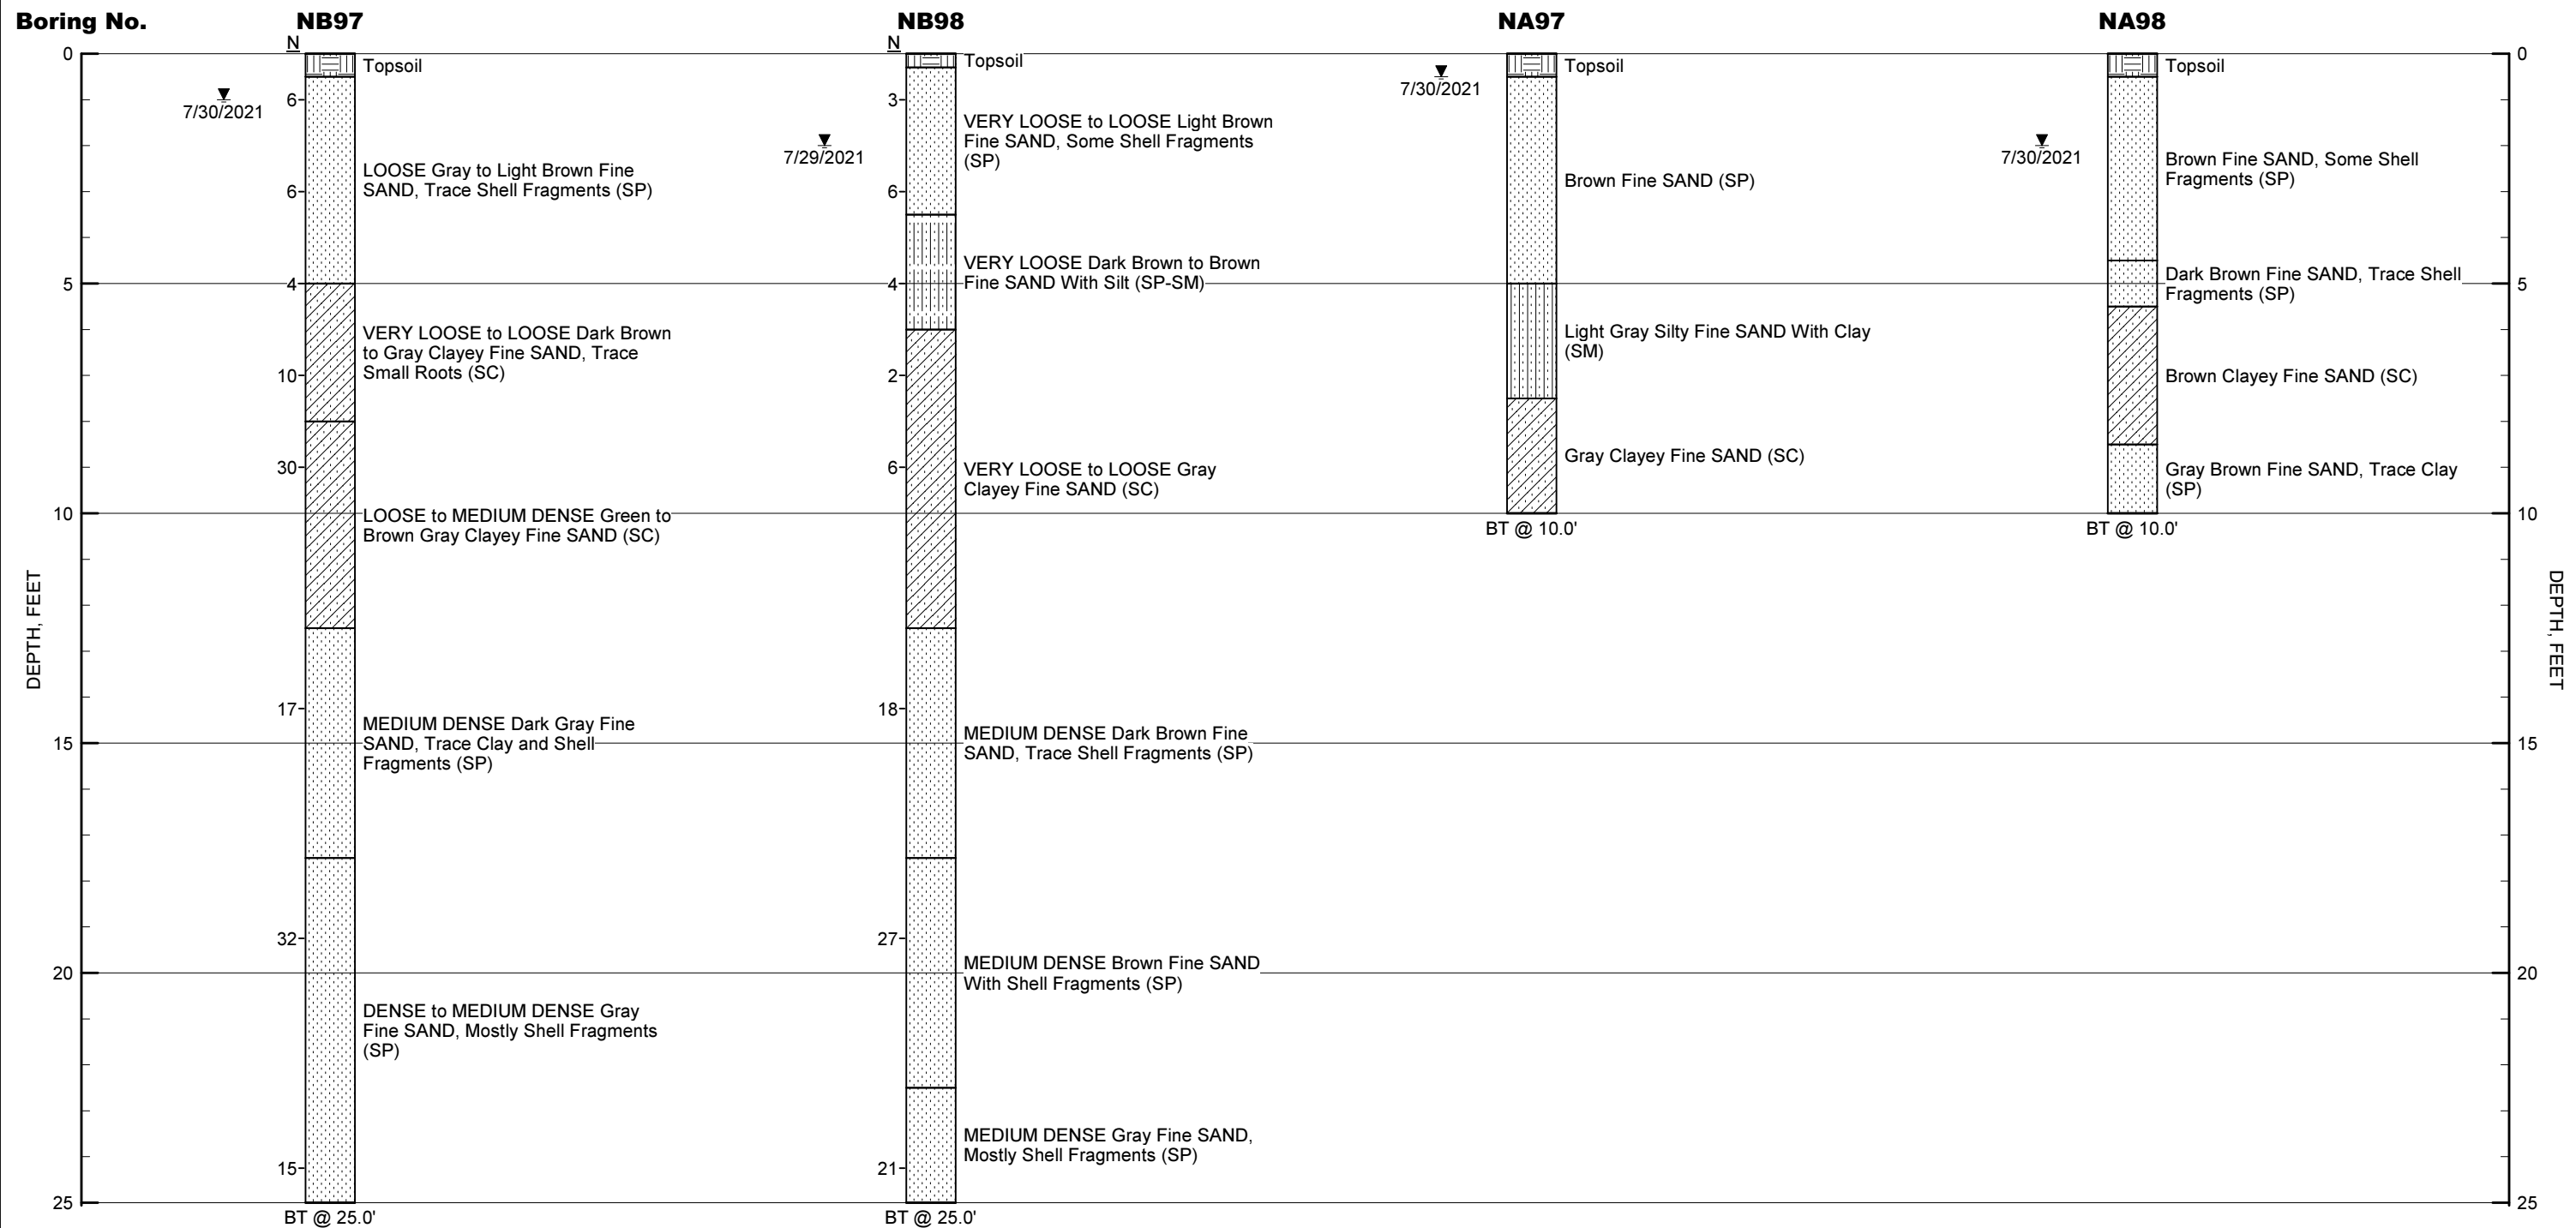 Boring No.
NB97
NB98
NA97
NA98
DEPTH, FEET
0
5
10
15
20
25
N
6
6
4
10
30
17
32
15
7/30/2021
Topsoil
LOOSE Gray to Light Brown Fine
SAND, Trace Shell Fragments (SP)
VERY LOOSE to LOOSE Dark Brown
to Gray Clayey Fine SAND, Trace
Small Roots (SC)
LOOSE to MEDIUM DENSE Green to
Brown Gray Clayey Fine SAND (SC)
MEDIUM DENSE Dark Gray Fine
SAND, Trace Clay and Shell
Fragments (SP)
DENSE to MEDIUM DENSE Gray
Fine SAND, Mostly Shell Fragments
(SP)
BT @ 25.0'
N
3
6
4
2
6
18
27
21
7/29/2021
Topsoil
VERY LOOSE to LOOSE Light Brown
Fine SAND, Some Shell Fragments
(SP)
VERY LOOSE Dark Brown to Brown
Fine SAND With Silt (SP-SM)
VERY LOOSE to LOOSE Gray
Clayey Fine SAND (SC)
MEDIUM DENSE Dark Brown Fine
SAND, Trace Shell Fragments (SP)
MEDIUM DENSE Brown Fine SAND
With Shell Fragments (SP)
MEDIUM DENSE Gray Fine SAND,
Mostly Shell Fragments (SP)
BT @ 25.0'
7/30/2021
Topsoil
Brown Fine SAND (SP)
Light Gray Silty Fine SAND With Clay
(SM)
Gray Clayey Fine SAND (SC)
BT @ 10.0'
7/30/2021
Topsoil
Brown Fine SAND, Some Shell
Fragments (SP)
Dark Brown Fine SAND, Trace Shell
Fragments (SP)
Brown Clayey Fine SAND (SC)
Gray Brown Fine SAND, Trace Clay
(SP)
BT @ 10.0'
0
5
10
15
20
25
DEPTH, FEET